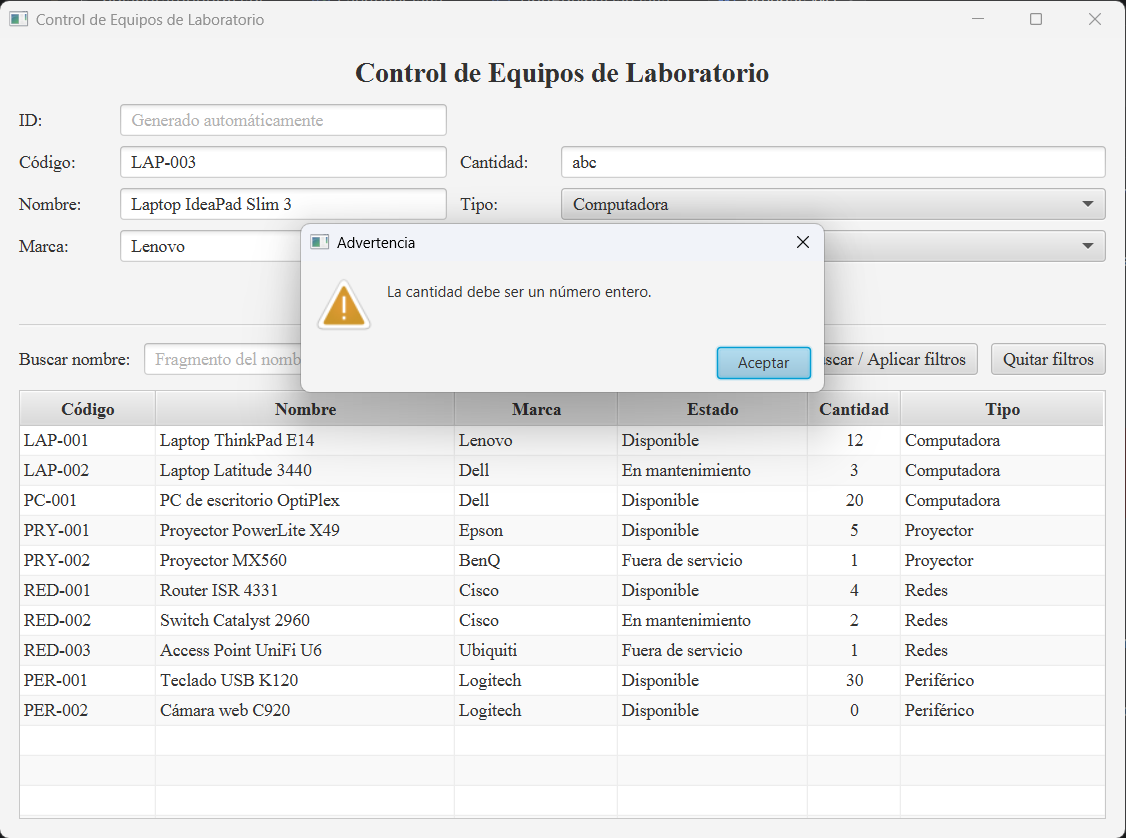 Control de Equipos de Laboratorio
Control de Equipos de Laboratorio
ID: Generado automáticamente
Código: LAP-003 Cantidad: abc
Nombre: Laptop IdeaPad Slim 3 Tipo: Computadora
Marca: Lenovo
Advertencia
La cantidad debe ser un número entero.
Aceptar
Buscar nombre: Fragmento del / Aplicar filtros Quitar filtros
Código Nombre Marca Estado Cantidad Tipo
LAP-001 Laptop ThinkPad E14 Lenovo Disponible 12 Computadora
LAP-002 Laptop Latitude 3440 Dell En mantenimiento 3 Computadora
PC-001 PC de escritorio OptiPlex Dell Disponible 20 Computadora
PRY-001 Proyector PowerLite X49 Epson Disponible 5 Proyector
PRY-002 Proyector MX560 BenQ Fuera de servicio 1 Proyector
RED-001 Router ISR 4331 Cisco Disponible 4 Redes
RED-002 Switch Catalyst 2960 Cisco En mantenimiento 2 Redes
RED-003 Access Point UniFi U6 Ubiquiti Fuera de servicio 1 Redes
PER-001 Teclado USB K120 Logitech Disponible 30 Periférico
PER-002 Cámara web C920 Logitech Disponible 0 Periférico